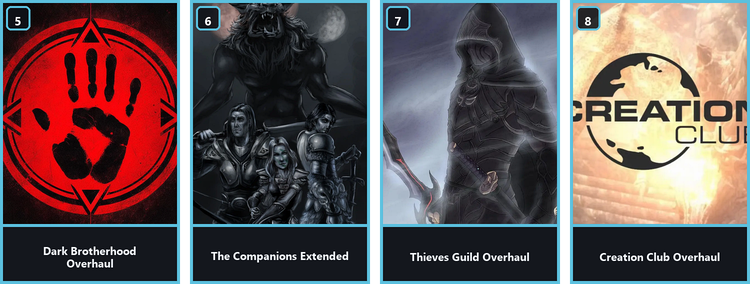 5
6
7
8
CREATION
CLUB
Dark Brotherhood
Overhaul
The Companions Extended
Thieves Guild Overhaul
Creation Club Overhaul